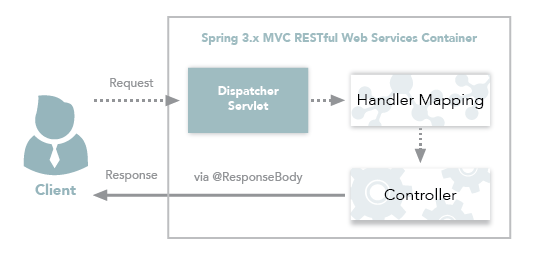 Spring 3.x MVC RESTful Web Services Container
Request
Dispatcher
Servlet
Handler Mapping
Response
via @ResponseBody
Controller
Client